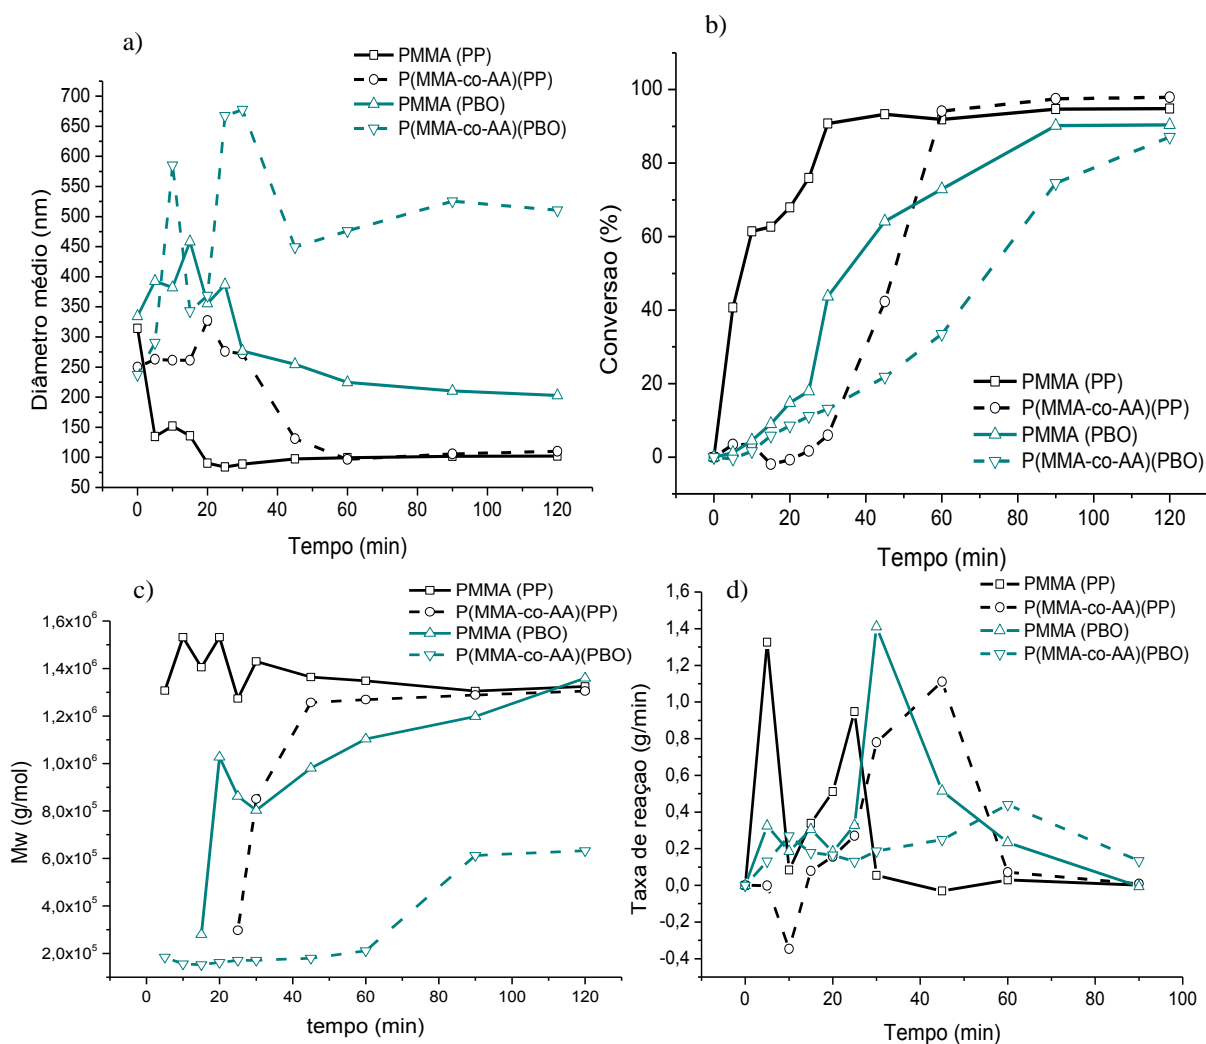 a)
PMMA (PP)
P(MMA-co-AA)(PP)
PMMA (PBO)
P(MMA-co-AA)(PBO)
700
650
600
550
500
450
400
350
300
250
200
150
100
50
Diâmetro médio (nm)
0 20 40 60 80 100 120
Tempo (min)
b)
100
80
60
40
20
0
Conversao (%)
PMMA (PP)
P(MMA-co-AA)(PP)
PMMA (PBO)
P(MMA-co-AA)(PBO)
0 20 40 60 80 100 120
Tempo (min)
c)
PMMA (PP)
P(MMA-co-AA)(PP)
PMMA (PBO)
P(MMA-co-AA)(PBO)
1,6x10⁶
1,4x10⁶
1,2x10⁶
1,0x10⁶
8,0x10⁵
6,0x10⁵
4,0x10⁵
2,0x10⁵
Mw (g/mol)
0 20 40 60 80 100 120
tempo (min)
d)
PMMA (PP)
P(MMA-co-AA)(PP)
PMMA (PBO)
P(MMA-co-AA)(PBO)
1,6
1,4
1,2
1,0
0,8
0,6
0,4
0,2
0,0
-0,2
-0,4
Taxa de reaçao (g/min)
0 20 40 60 80 100
Tempo (min)